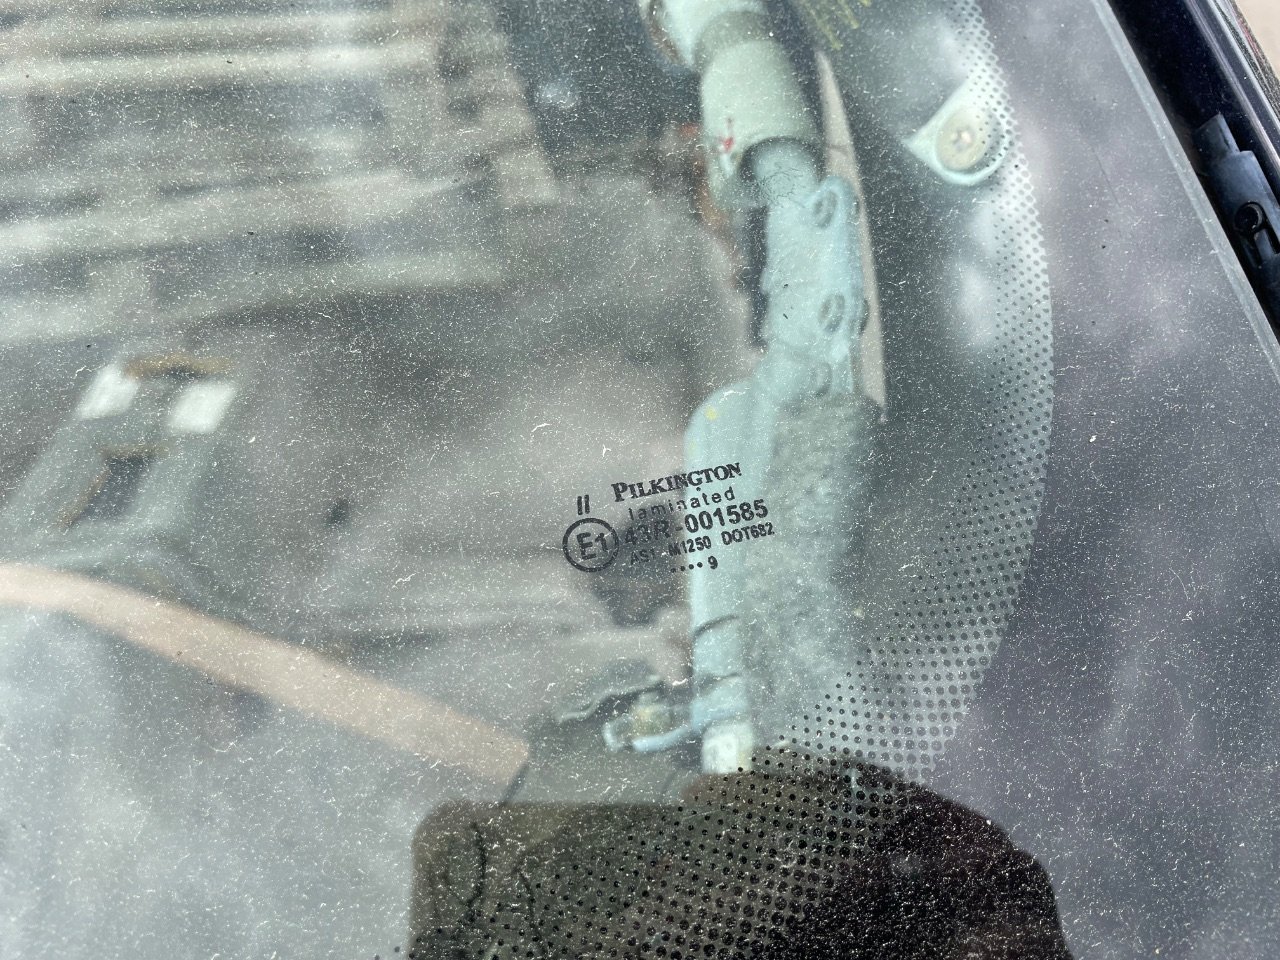 II PILKINGTON
laminated
E1 43R-001585
AS1 M1250 DOT682
.... 9